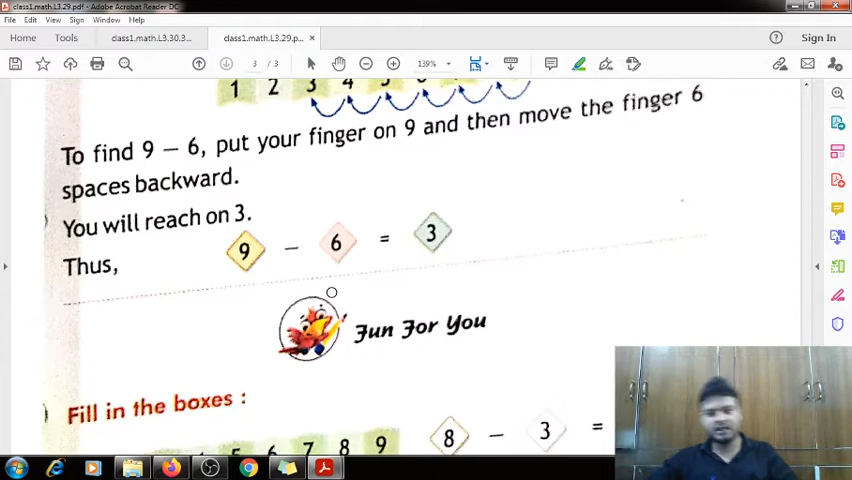 class1.math.L3.29.pdf - Adobe Acrobat Reader DC
File Edit View Sign Window Help
Home Tools class1.math.L3.30.3... class1.math.L3.29.p... × Sign In
3 / 3 139%
1 2 3 4 5 6
To find 9 – 6, put your finger on 9 and then move the finger 6
spaces backward.
You will reach on 3.
Thus, 9 – 6 = 3
Fun For You
Fill in the boxes :
5 6 7 8 9 8 – 3 =